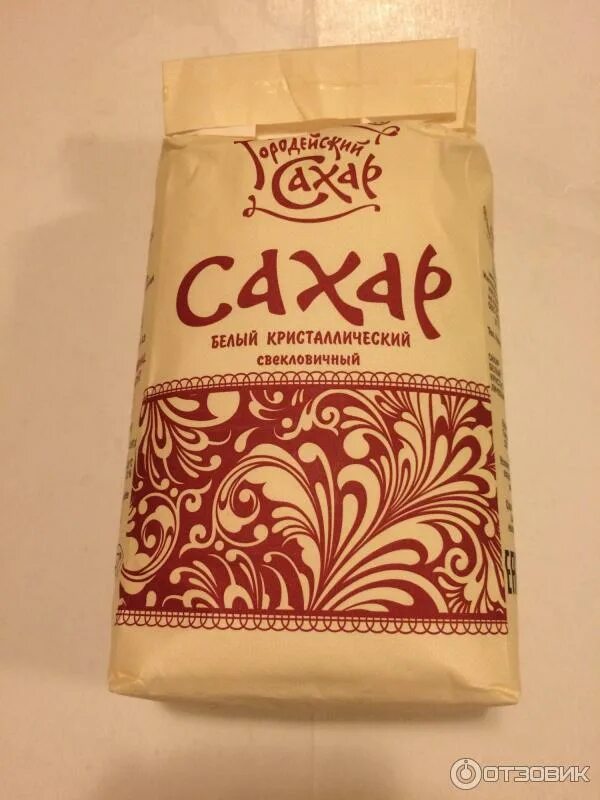 Городейский
Сахар
Сахар
БЕЛЫЙ КРИСТАЛЛИЧЕСКИЙ
СВЕКЛОВИЧНЫЙ
ОТЗОВИК